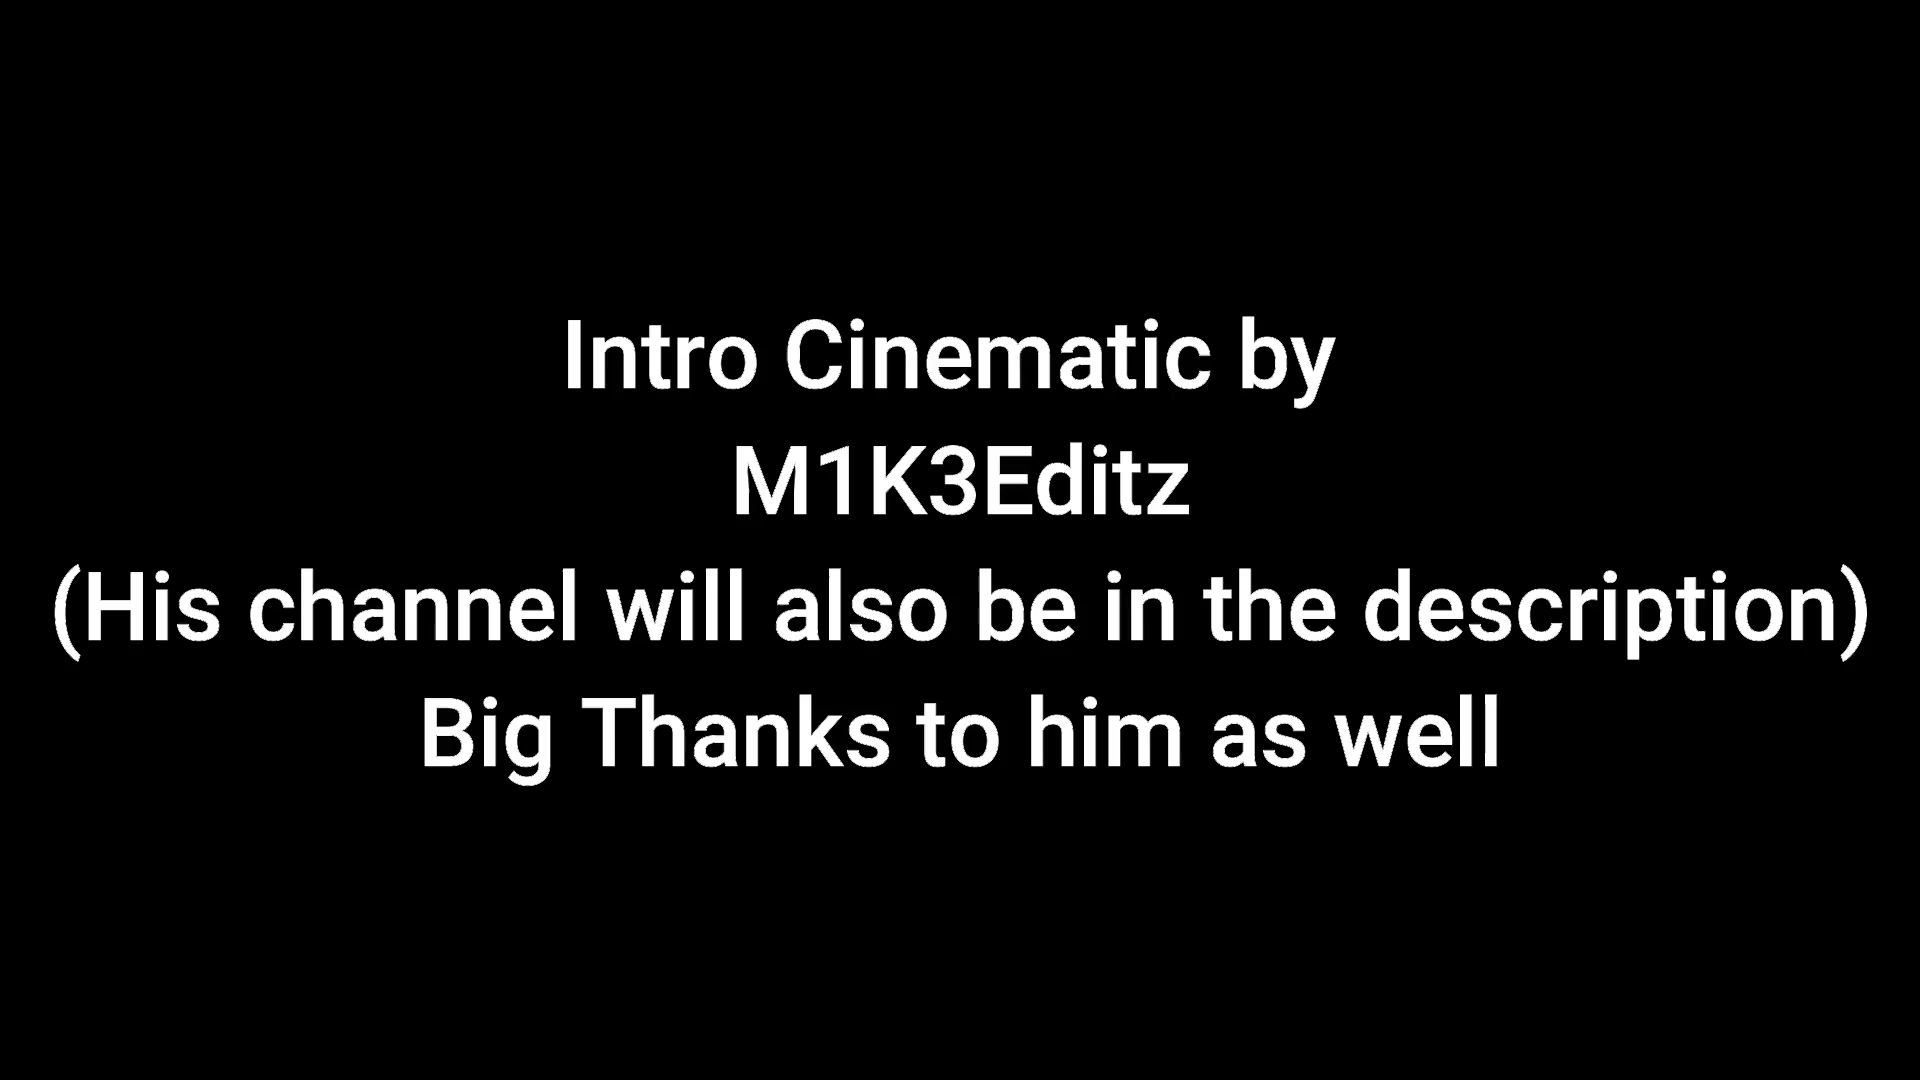 Intro Cinematic by
M1K3Editz
(His channel will also be in the description)
Big Thanks to him as well